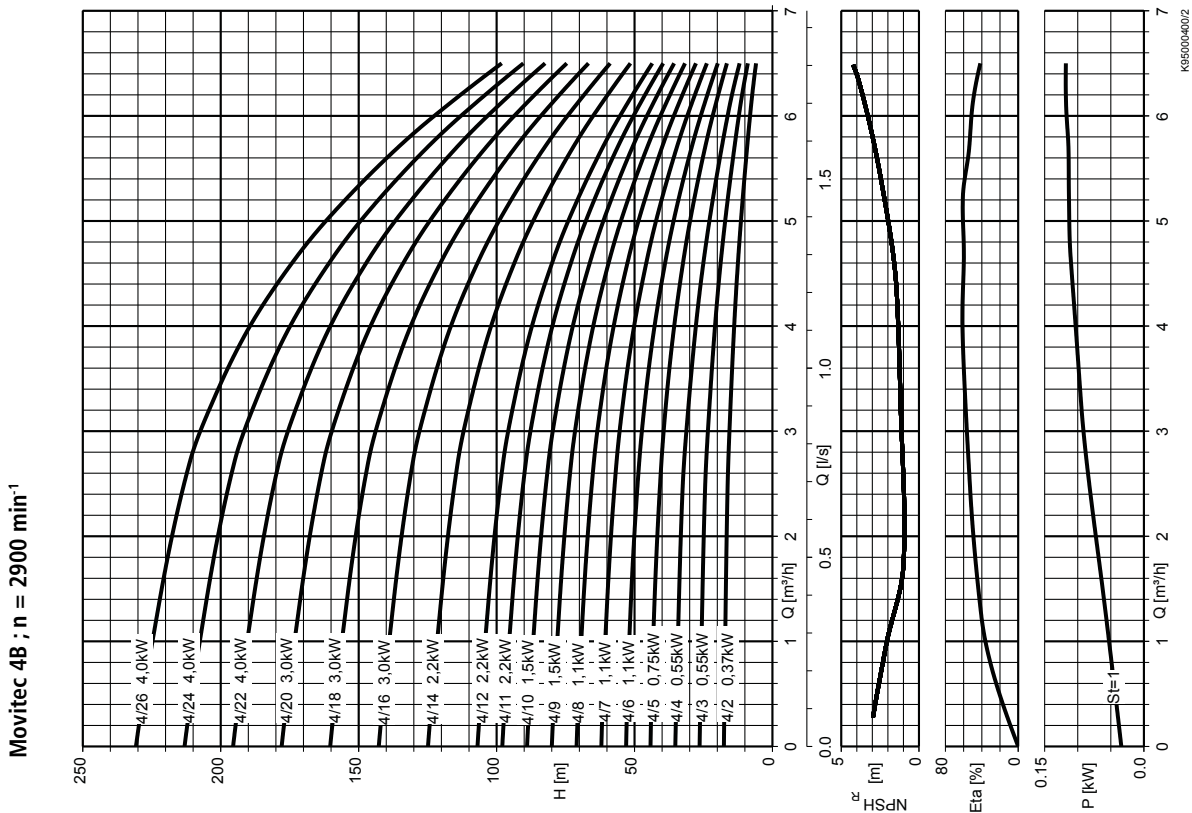 Movitec 4B ; n = 2900 min⁻¹
250
200
150
100
50
0
H [m]
4/26 4,0kW
4/24 4,0kW
4/22 4,0kW
4/20 3,0kW
4/18 3,0kW
4/16 3,0kW
4/14 2,2kW
4/12 2,2kW
4/11 2,2kW
4/10 1,5kW
4/9 1,5kW
4/8 1,1kW
4/7 1,1kW
4/6 1,1kW
4/5 0,75kW
4/4 0,55kW
4/3 0,55kW
4/2 0,37kW
0 1 2 3 4 5 6 7
Q [m³/h]
0.0 0.5 1.0 1.5
Q [l/s]
5
0
NPSH R [m]
80
0
Eta [%]
0.15
0.0
P [kW]
St=1
0 1 2 3 4 5 6 7
Q [m³/h]
K95000400/2